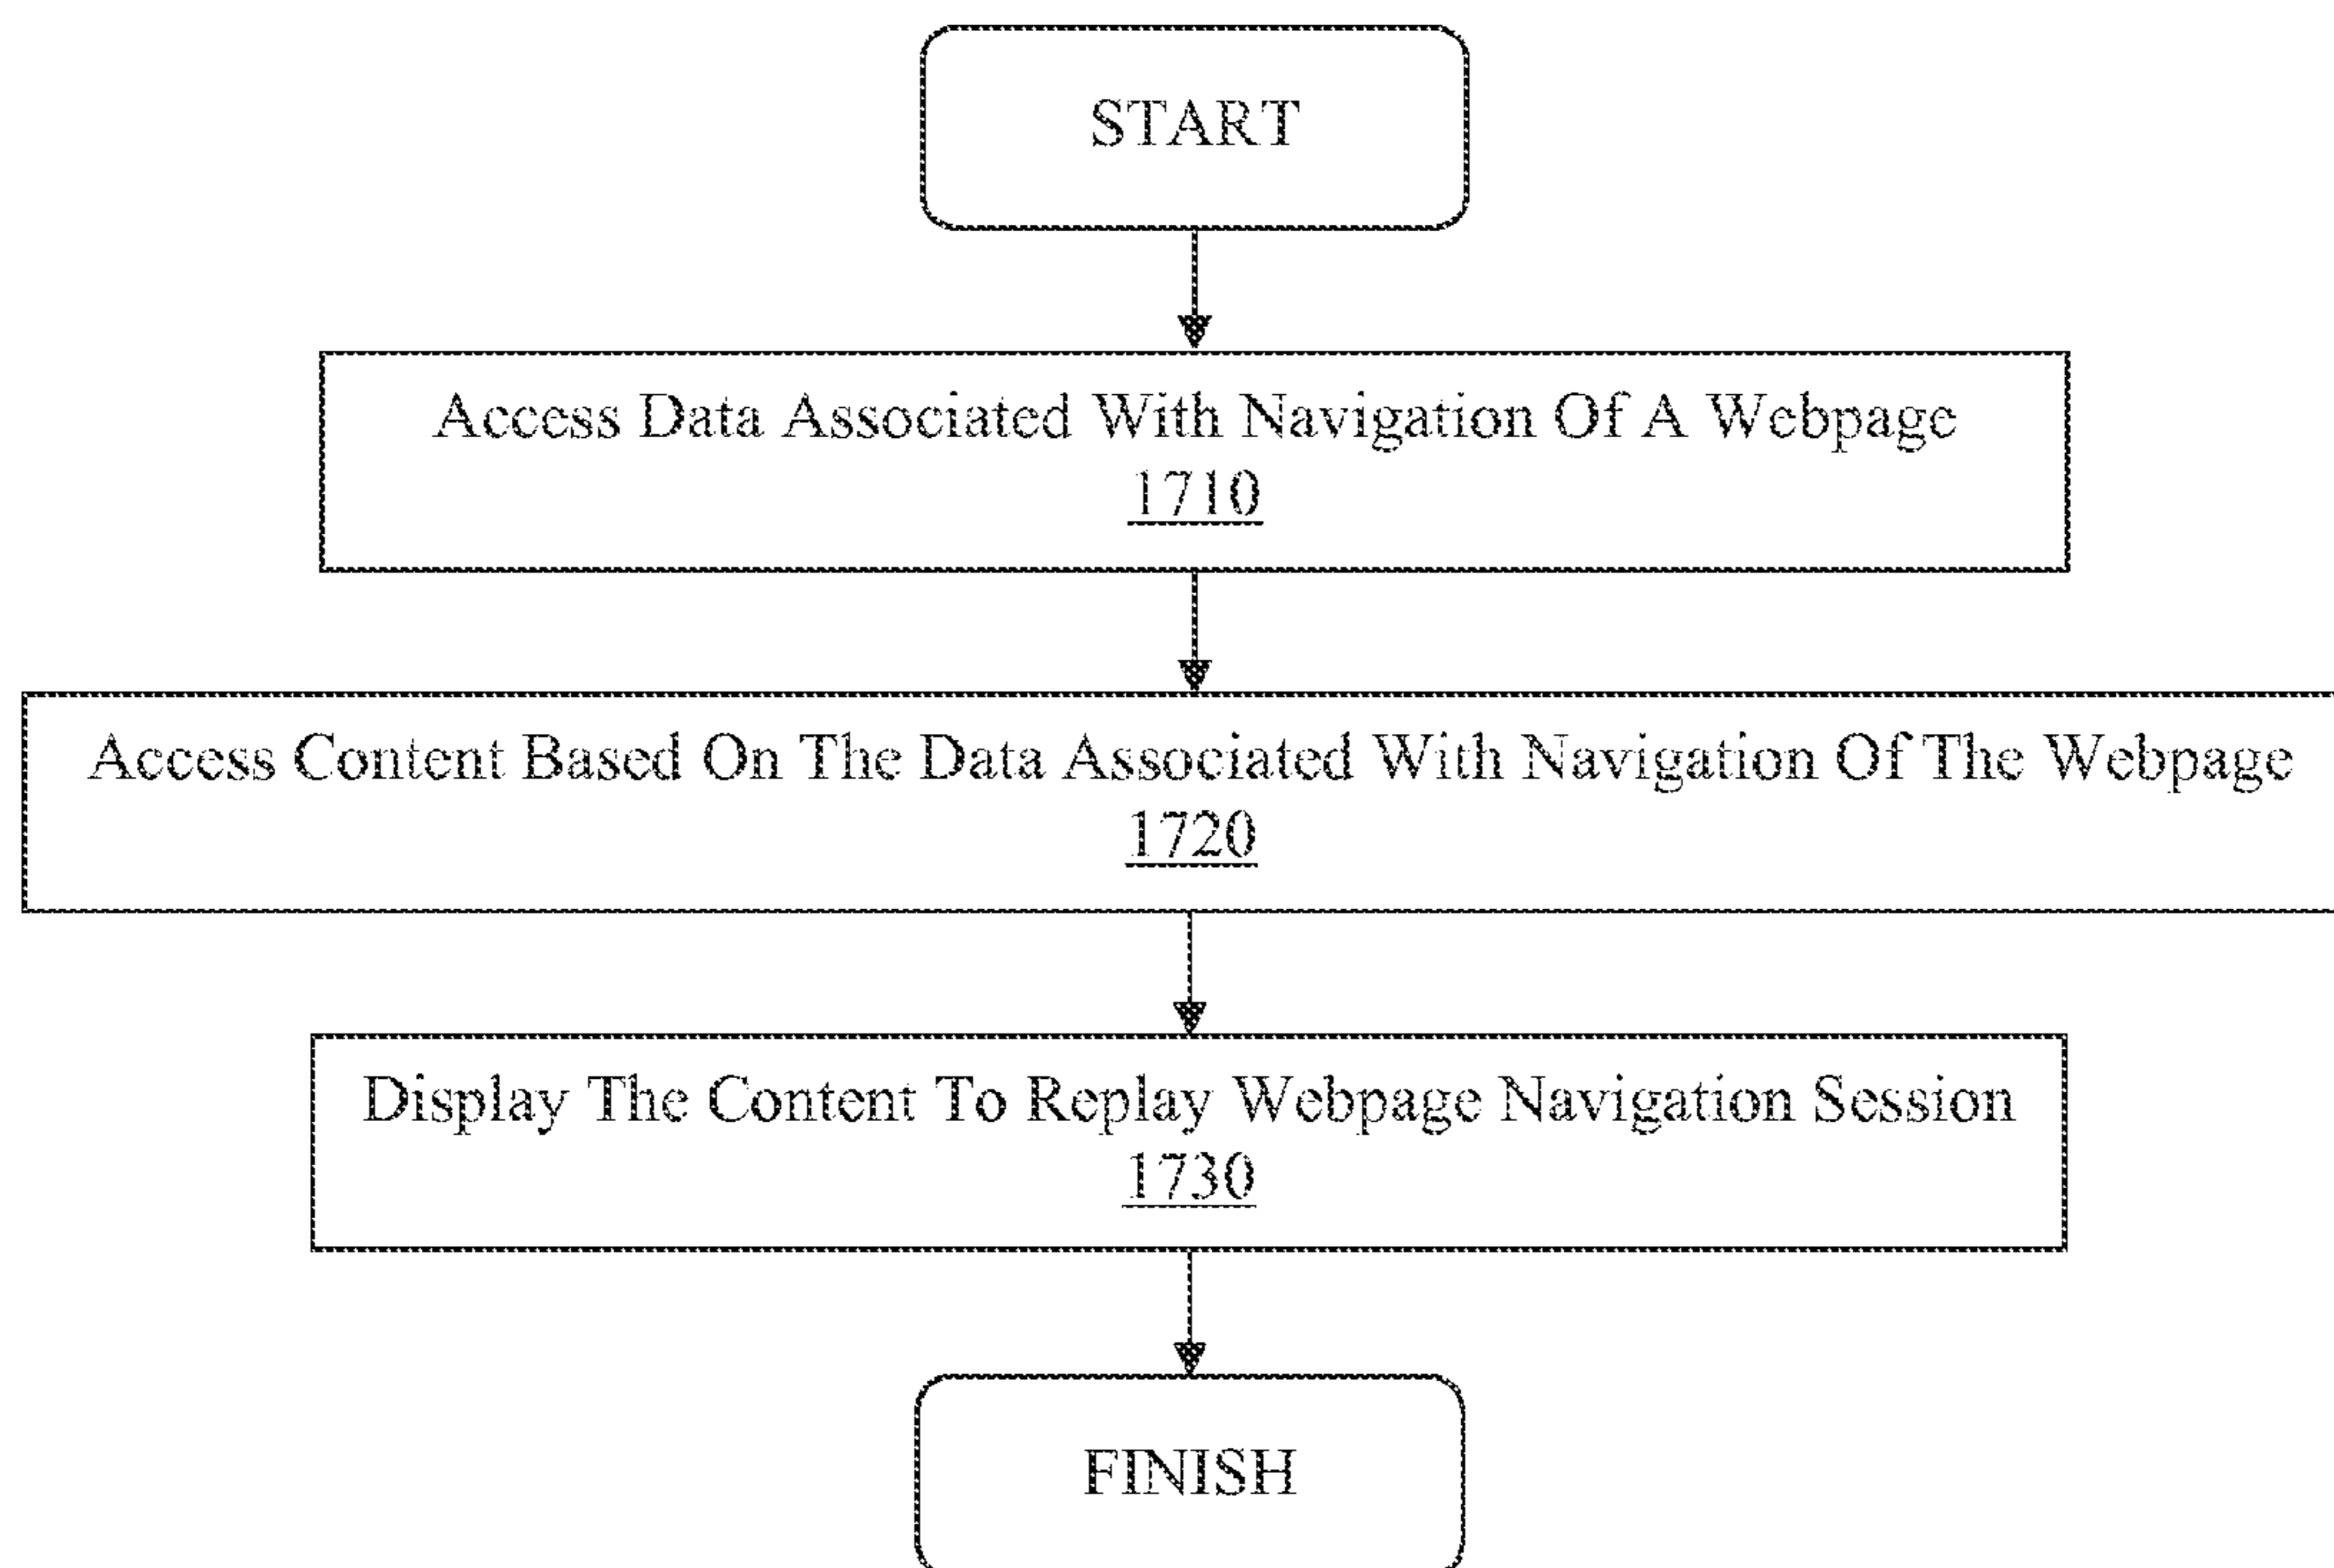 START
Access Data Associated With Navigation Of A Webpage
1710
Access Content Based On The Data Associated With Navigation Of The Webpage
1720
Display The Content To Replay Webpage Navigation Session
1730
FINISH